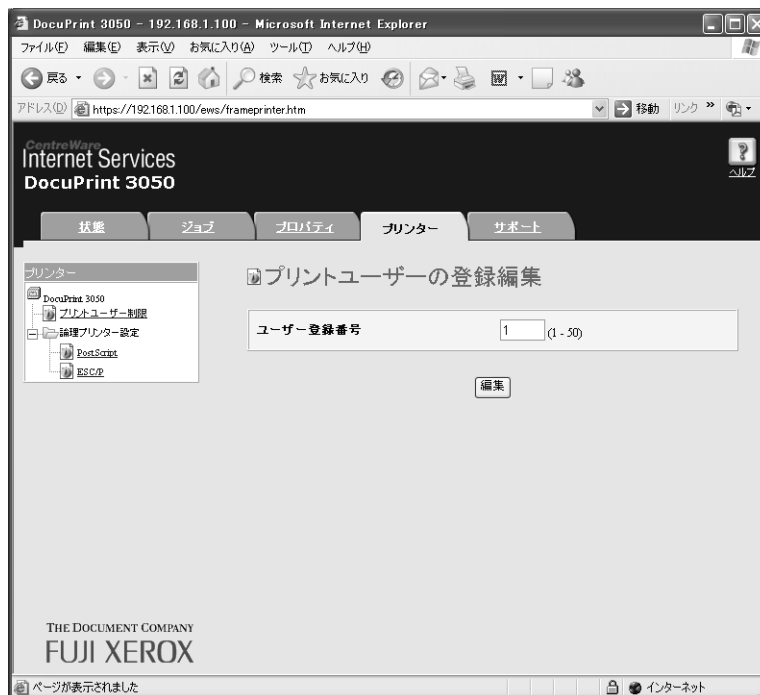 DocuPrint 3050 - 192.168.1.100 - Microsoft Internet Explorer
ファイル(F) 編集(E) 表示(V) お気に入り(A) ツール(T) ヘルプ(H)
戻る 検索 お気に入り
アドレス(D) https://192.168.1.100/ews/frameprinter.htm 移動 リンク »
CentreWare
Internet Services
DocuPrint 3050
ヘルプ
状態 ジョブ プロパティ プリンター サポート
プリンター
DocuPrint 3050
プリントユーザー制限
論理プリンター設定
PostScript
ESC/P
プリントユーザーの登録編集
ユーザー登録番号 1 (1 - 50)
編集
THE DOCUMENT COMPANY
FUJI XEROX
ページが表示されました インターネット